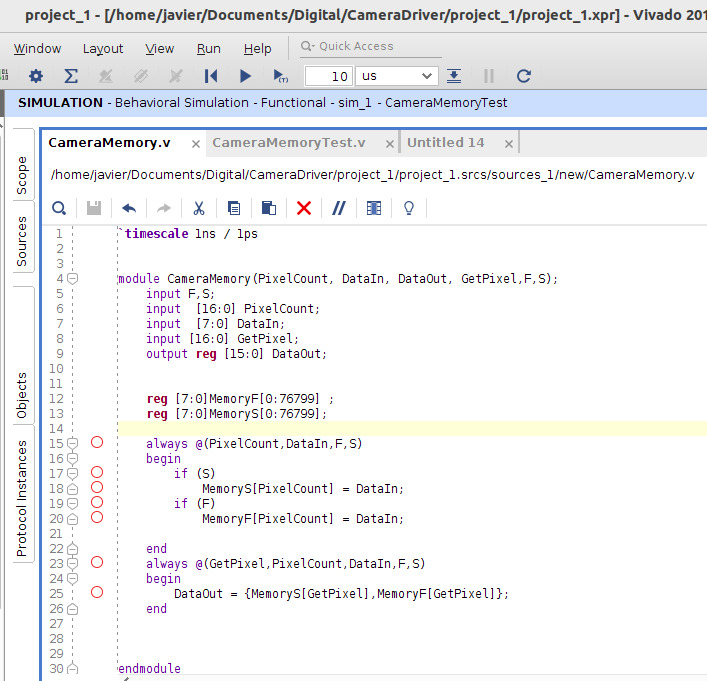 project_1 - [/home/javier/Documents/Digital/CameraDriver/project_1/project_1.xpr] - Vivado 201
Window Layout View Run Help Quick Access
10 us
SIMULATION - Behavioral Simulation - Functional - sim_1 - CameraMemoryTest
CameraMemory.v × CameraMemoryTest.v × Untitled 14 ×
/home/javier/Documents/Digital/CameraDriver/project_1/project_1.srcs/sources_1/new/CameraMemory.v
Scope
Sources
Objects
Protocol Instances
1 `timescale 1ns / 1ps
2
3
4 module CameraMemory(PixelCount, DataIn, DataOut, GetPixel,F,S);
5 input F,S;
6 input  [16:0] PixelCount;
7 input  [7:0] DataIn;
8 input [16:0] GetPixel;
9 output reg [15:0] DataOut;
10
11
12 reg [7:0]MemoryF[0:76799] ;
13 reg [7:0]MemoryS[0:76799];
14
15 always @(PixelCount,DataIn,F,S)
16 begin
17 if (S)
18 MemoryS[PixelCount] = DataIn;
19 if (F)
20 MemoryF[PixelCount] = DataIn;
21
22 end
23 always @(GetPixel,PixelCount,DataIn,F,S)
24 begin
25 DataOut = {MemoryS[GetPixel],MemoryF[GetPixel]};
26 end
27
28
29
30 endmodule